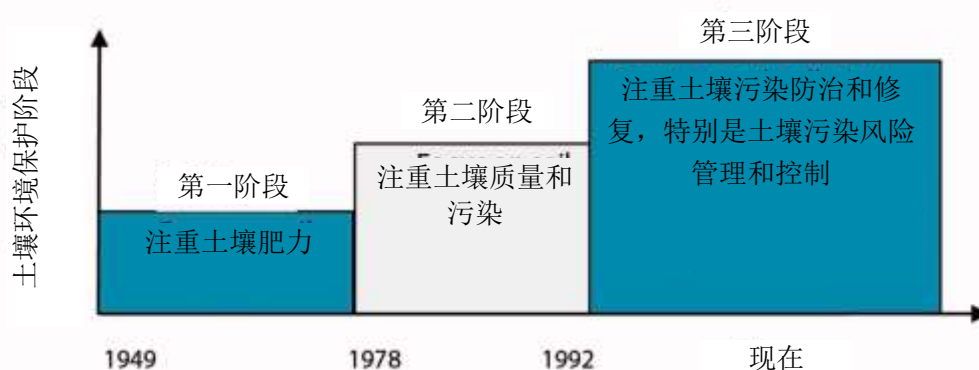 土壤环境保护阶段
第一阶段
注重土壤肥力
第二阶段
注重土壤质量和
污染
第三阶段
注重土壤污染防治和修
复，特别是土壤污染风险
管理和控制
1949
1978
1992
现在